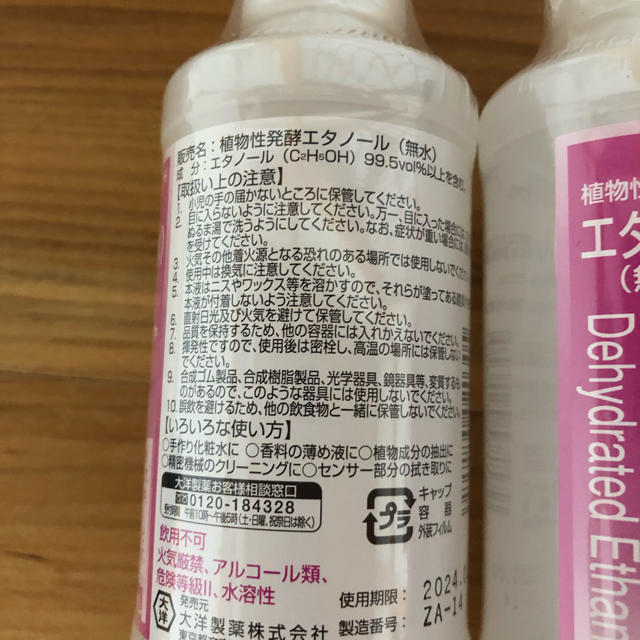 販売名：植物性発酵エタノール（無水）
成　分：エタノール（C2H5OH）99.5vol%以上を含む
【取扱い上の注意】
1. 小児の手の届かないところに保管してください。
2. 目に入らないように注意してください。万一、目に入った場合には
ぬるま湯で洗うようにしてください。なお、症状が重い場合には
を受けてください。
3. 火気その他着火源となる恐れのある場所では使用しないでくだ
4. 使用中は換気に注意してください。
5. 本液はニスやワックス等を溶かすので、それらが塗ってある
本液が付着しないよう注意してください。
6. 直射日光及び火気を避けて保管してください。
7. 品質を保持するため、他の容器には入れかえないでください。
8. 揮発性ですので、使用後は密栓し、高温の場所には保管しない
でください。
9. 合成ゴム製品、合成樹脂製品、光学器具、鏡器具等、変質するも
のがあるので、このような器具には使用しないでください。
10. 誤飲を避けるため、他の飲食物と一緒に保管しないでください。
【いろいろな使い方】
○手作り化粧水に ○香料の薄め液に ○植物成分の抽出に
○精密機械のクリーニングに ○センサー部分の拭き取りに
大洋製薬お客様相談窓口
0120-184328
受付時間 午前10時〜午後5時（土・日曜、祝祭日は除く）
プラ
キャップ
容器
外装フィルム
飲用不可
火気厳禁、アルコール類、
危険等級II、水溶性
使用期限 2024.0
製造番号 ZA-14
大洋
発売元
大洋製薬株式会社
東京都
植物性
エタ
（無
Dehydrated Ethan